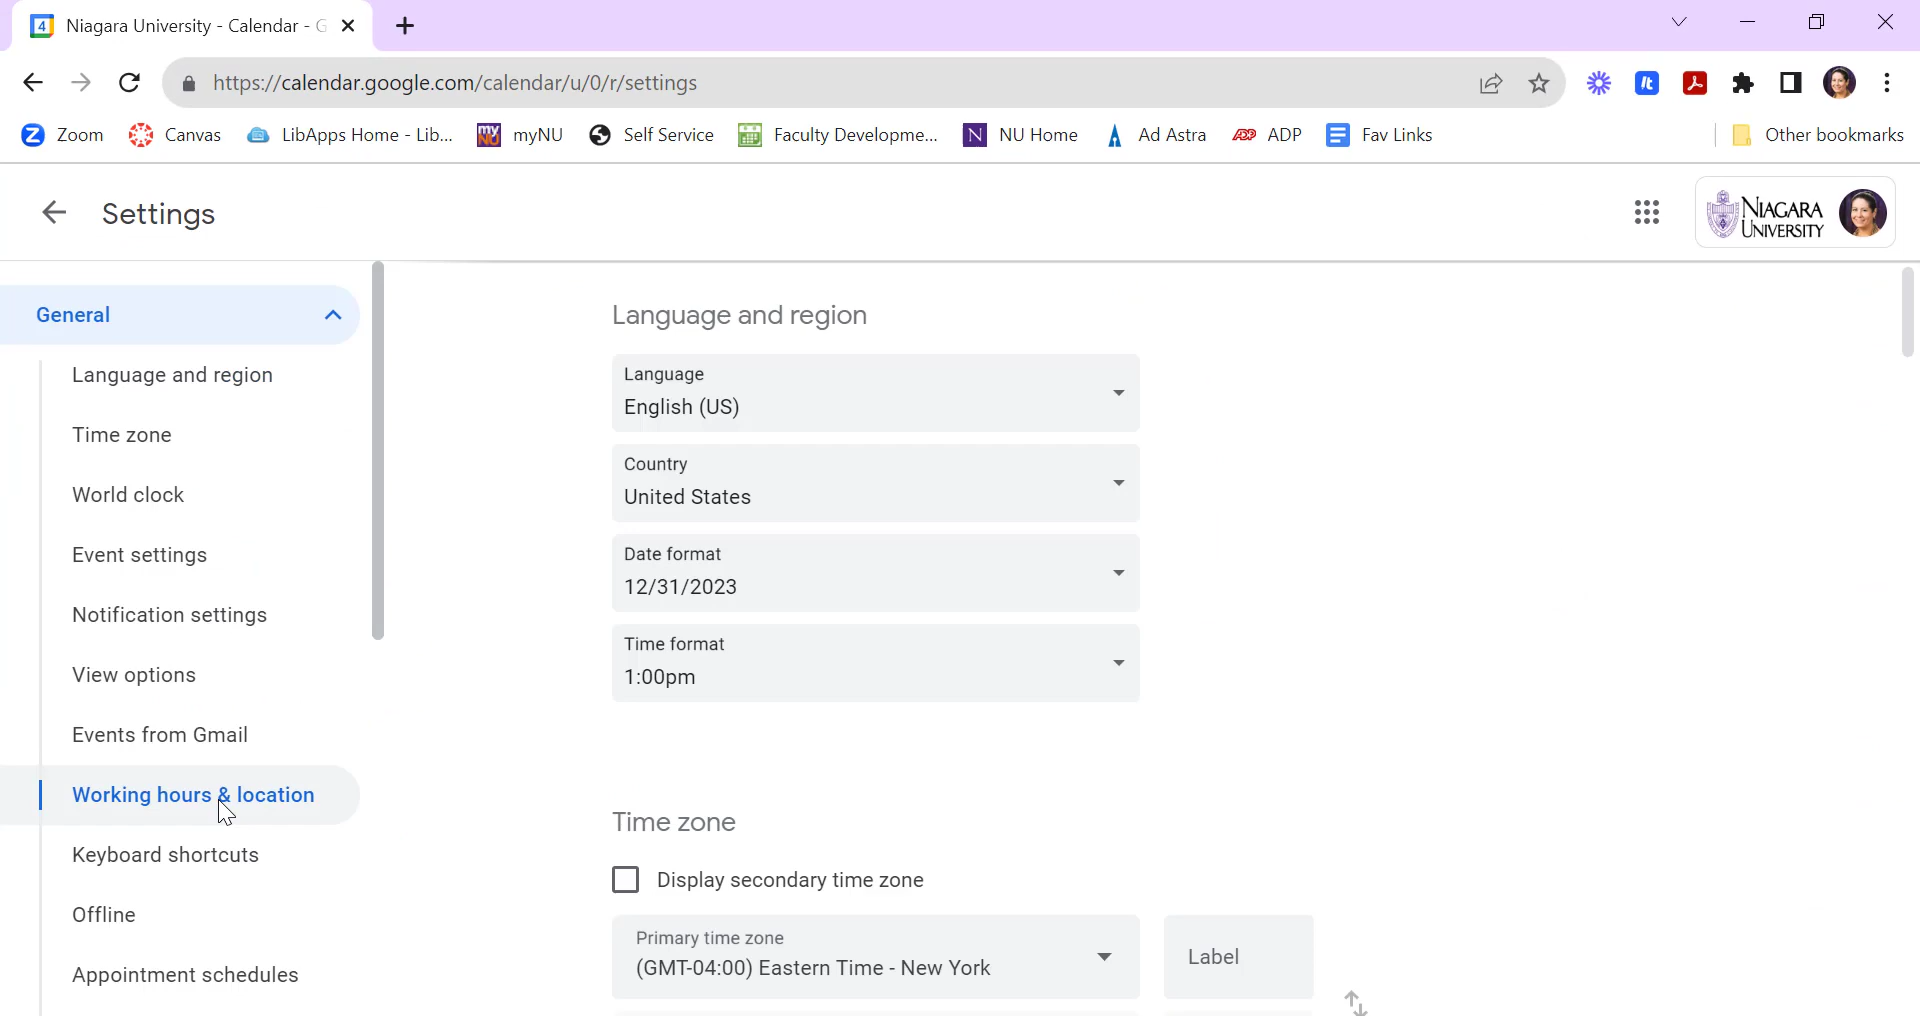 4 Niagara University - Calendar - G
https://calendar.google.com/calendar/u/0/r/settings
Zoom Canvas LibApps Home - Lib... my NU myNU Self Service Faculty Developme... N NU Home Ad Astra ADP ADP Fav Links Other bookmarks
Settings
NIAGARA
UNIVERSITY
General
Language and region
Time zone
World clock
Event settings
Notification settings
View options
Events from Gmail
Working hours & location
Keyboard shortcuts
Offline
Appointment schedules
Language and region
Language
English (US)
Country
United States
Date format
12/31/2023
Time format
1:00pm
Time zone
Display secondary time zone
Primary time zone
(GMT-04:00) Eastern Time - New York
Label